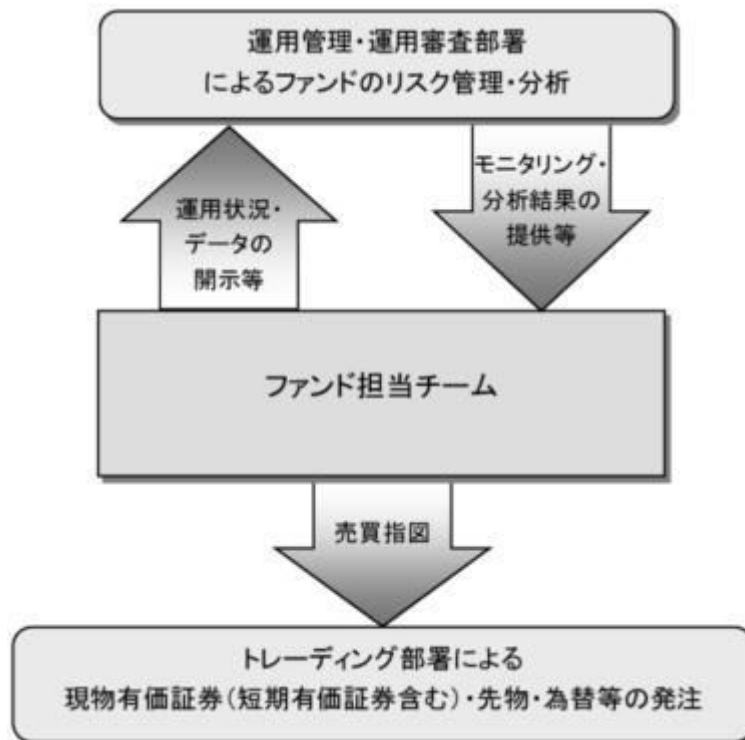 運用管理・運用審査部署
によるファンドのリスク管理・分析
運用状況・
データの
開示等
モニタリング・
分析結果の
提供等
ファンド担当チーム
売買指図
トレーディング部署による
現物有価証券(短期有価証券含む)・先物・為替等の発注